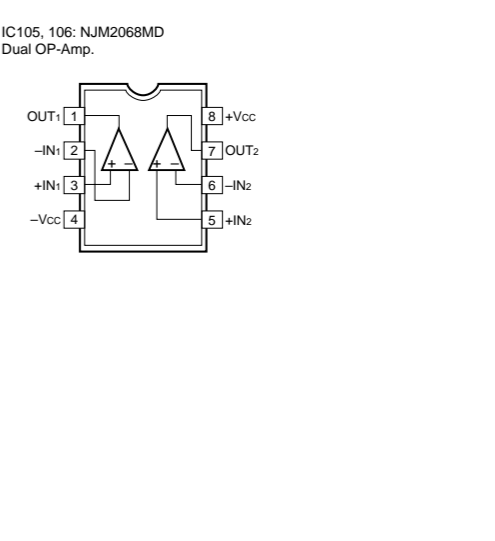 IC105, 106: NJM2068MD
Dual OP-Amp.
OUT1 1 8 +VCC
–IN1 2 7 OUT2
+ – + –
+IN1 3 6 –IN2
–VCC 4 5 +IN2